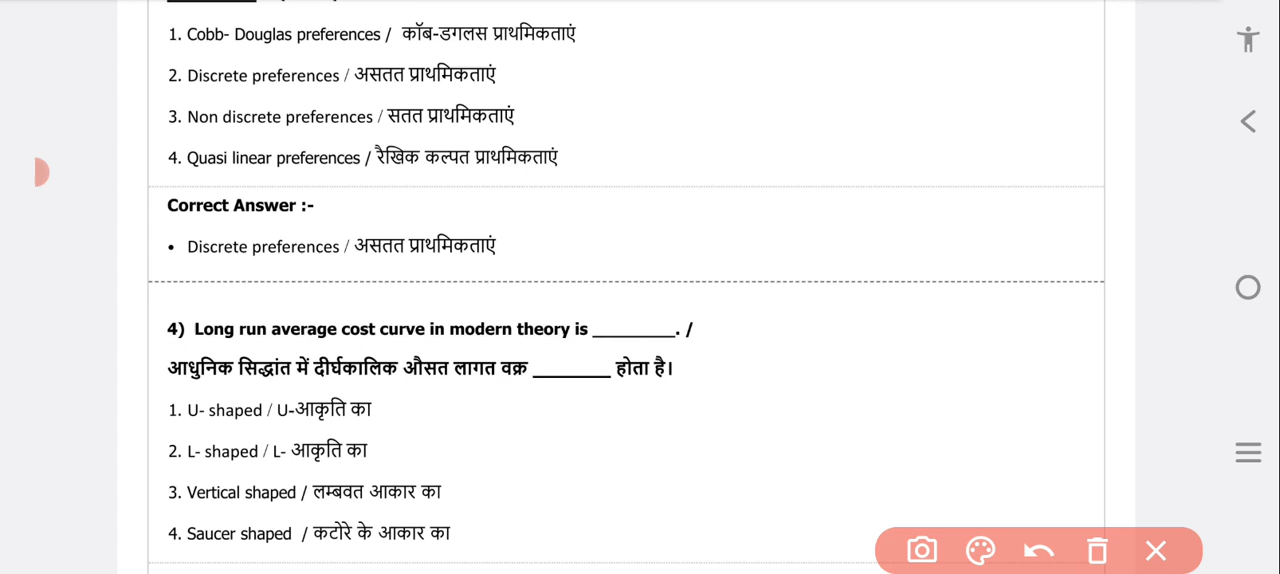 1. Cobb- Douglas preferences / कॉब-डगलस प्राथमिकताएं
2. Discrete preferences / असतत प्राथमिकताएं
3. Non discrete preferences / सतत प्राथमिकताएं
4. Quasi linear preferences / रैखिक कल्पत प्राथमिकताएं
Correct Answer :-
• Discrete preferences / असतत प्राथमिकताएं
4) Long run average cost curve in modern theory is ________. /
आधुनिक सिद्धांत में दीर्घकालिक औसत लागत वक्र ________ होता है।
1. U- shaped / U-आकृति का
2. L- shaped / L- आकृति का
3. Vertical shaped / लम्बवत आकार का
4. Saucer shaped / कटोरे के आकार का